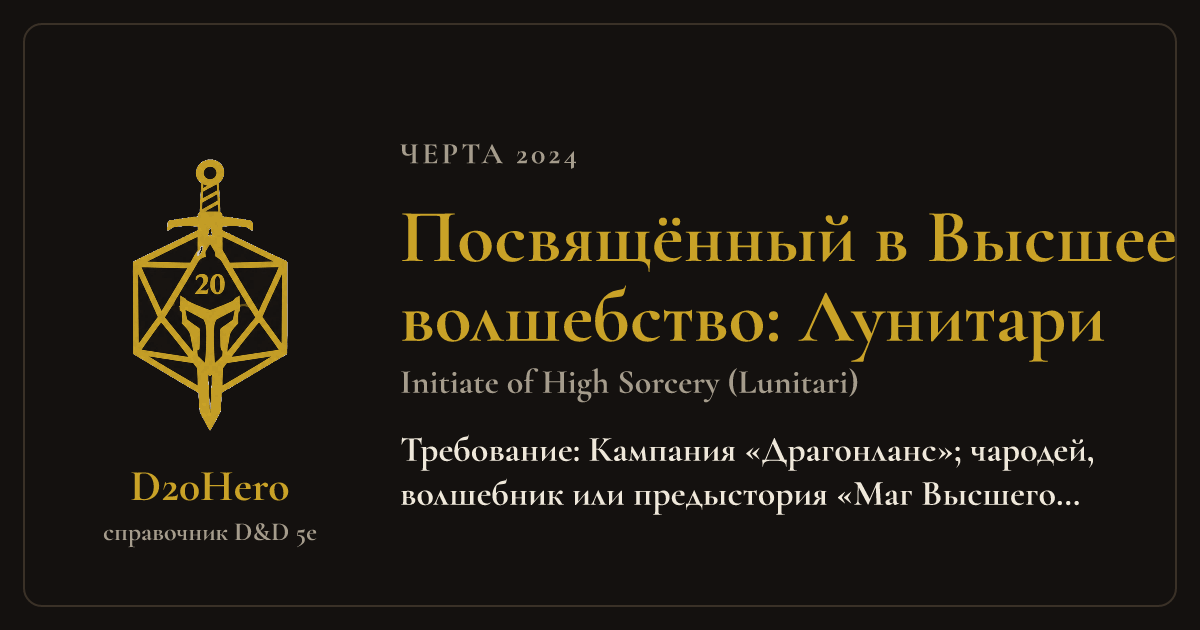 20
D20Hero
справочник D&D 5e
ЧЕРТА 2024
Посвящённый в Высшее
волшебство: Лунитари
Initiate of High Sorcery (Lunitari)
Требование: Кампания «Драгонланс»; чародей,
волшебник или предыстория «Маг Высшего...